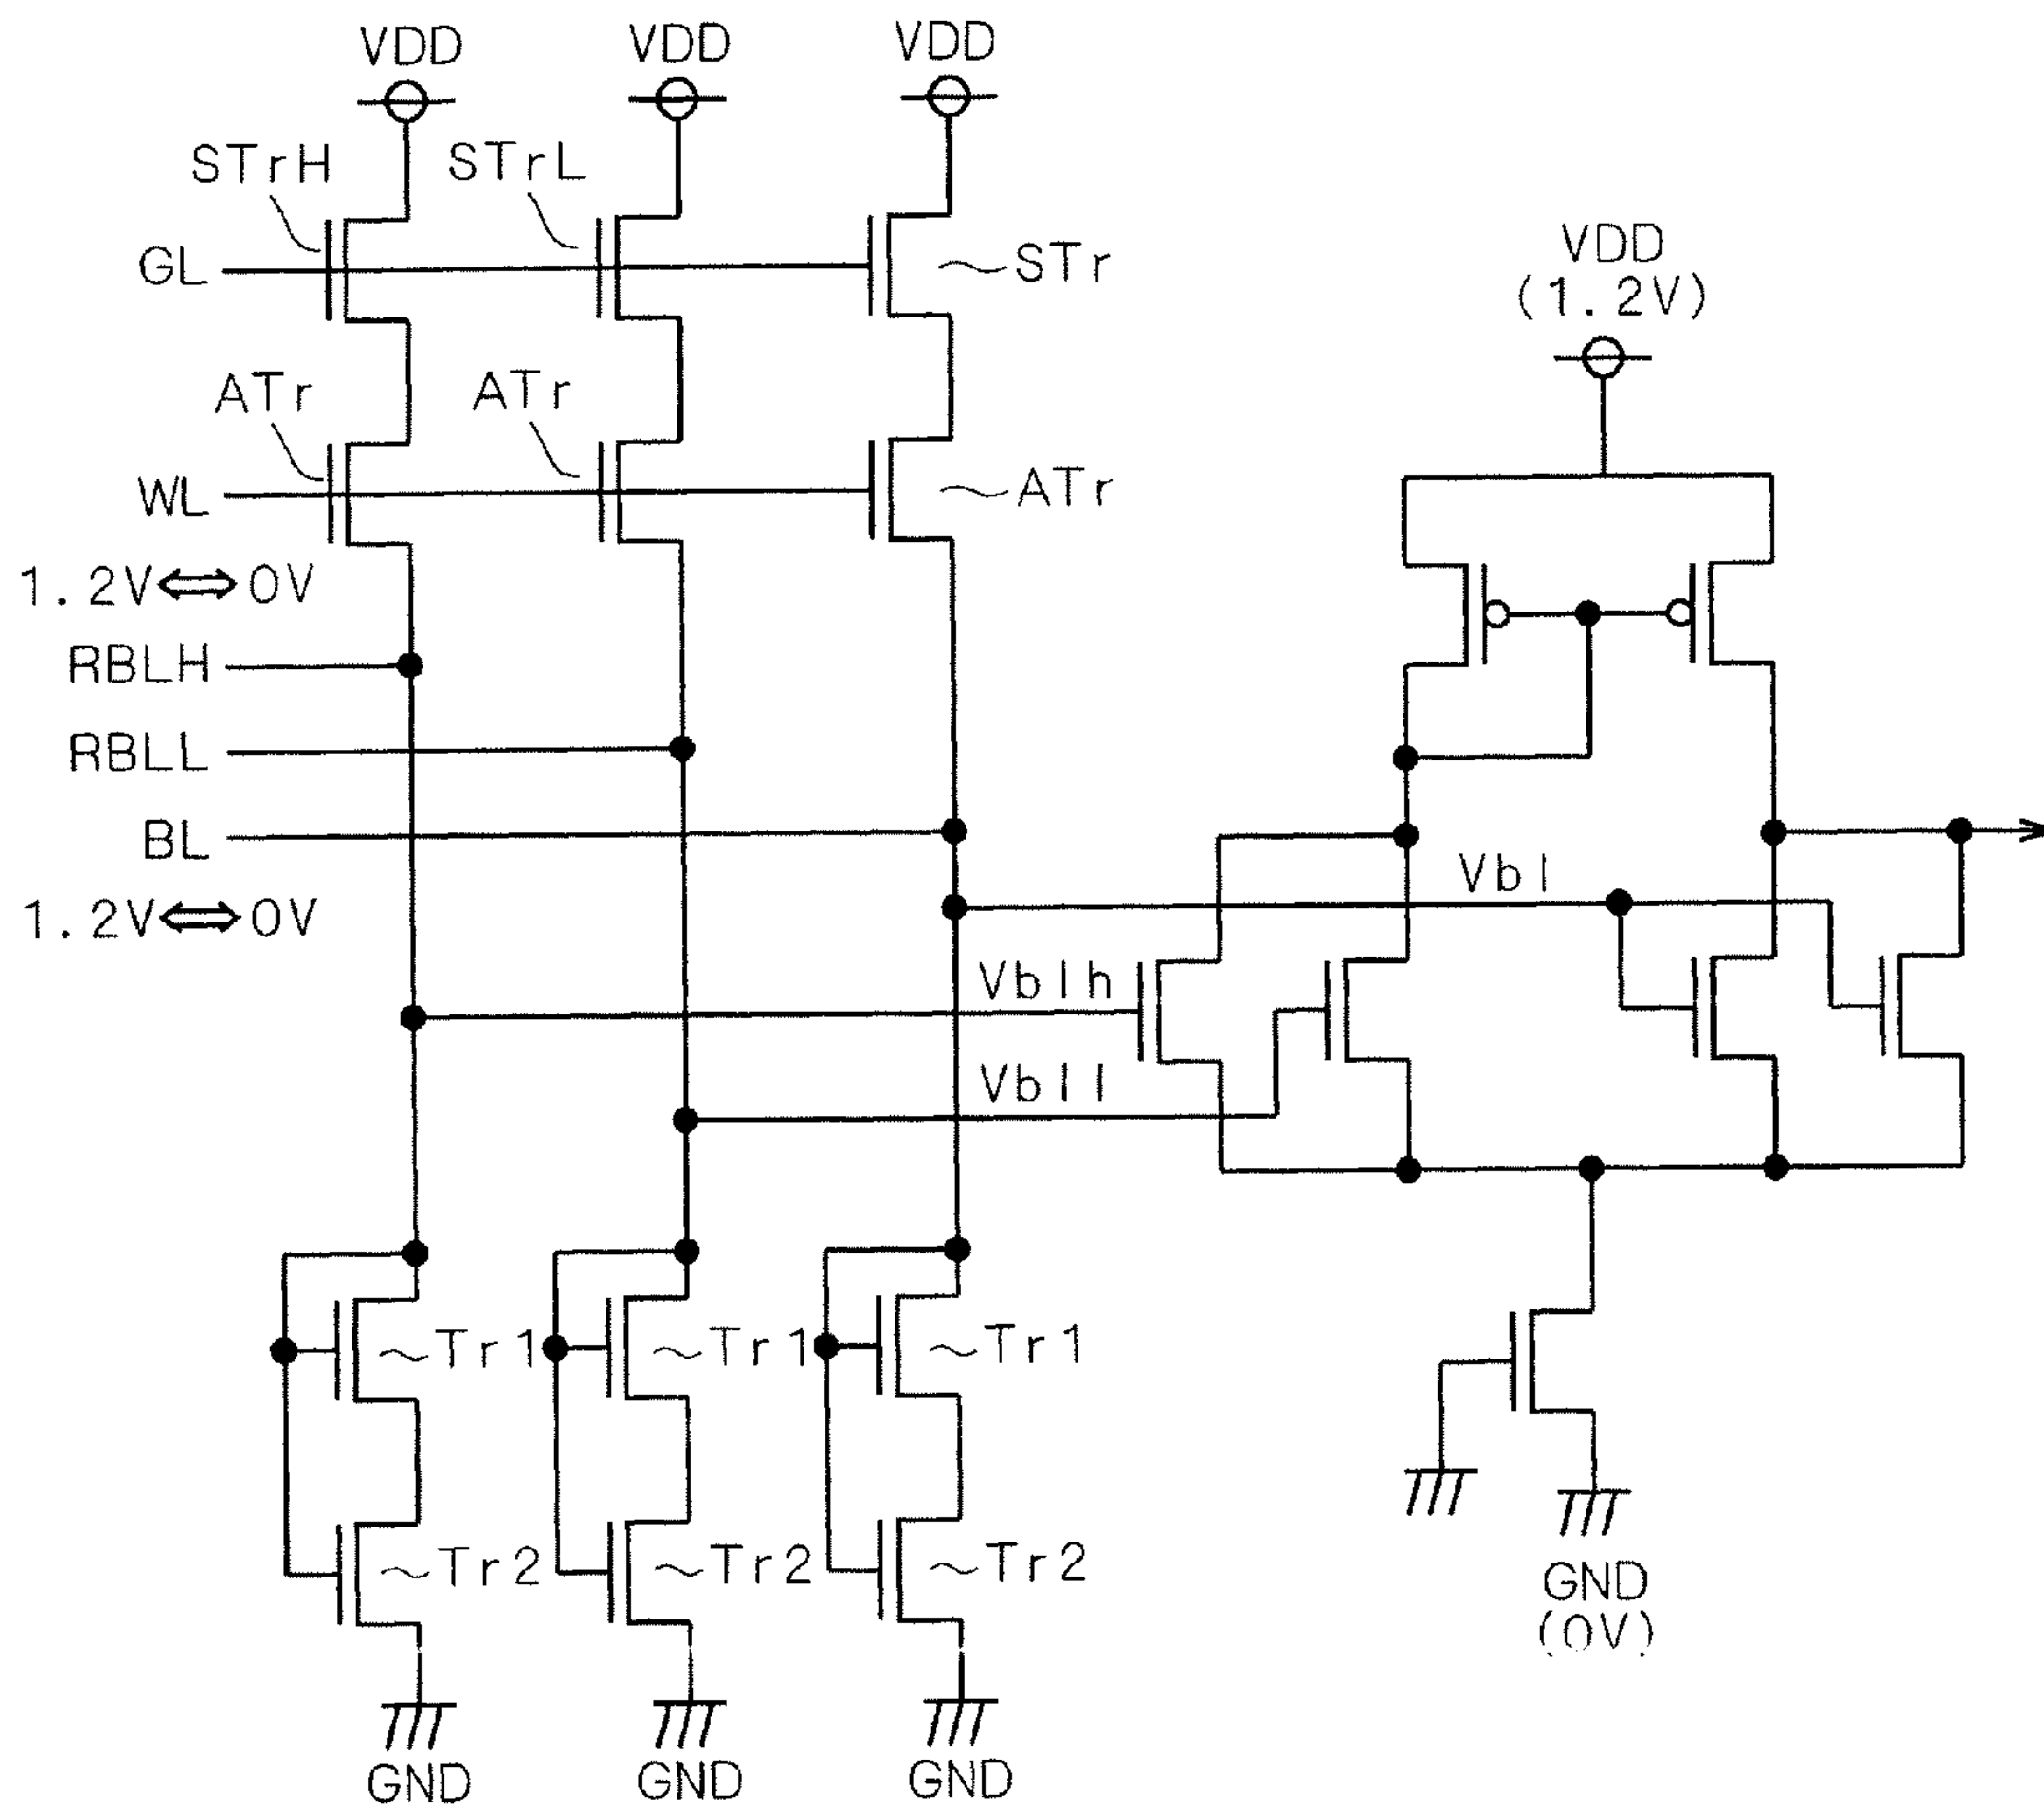 VDD VDD VDD
STrH STrL
GL STr
VDD
(1.2V)
ATr ATr
WL ATr
1.2V⇔0V
RBLH
RBLL
BL
Vbl
1.2V⇔0V
Vblh
Vbll
Tr1 Tr1 Tr1
Tr2 Tr2 Tr2
GND
(0V)
GND GND GND